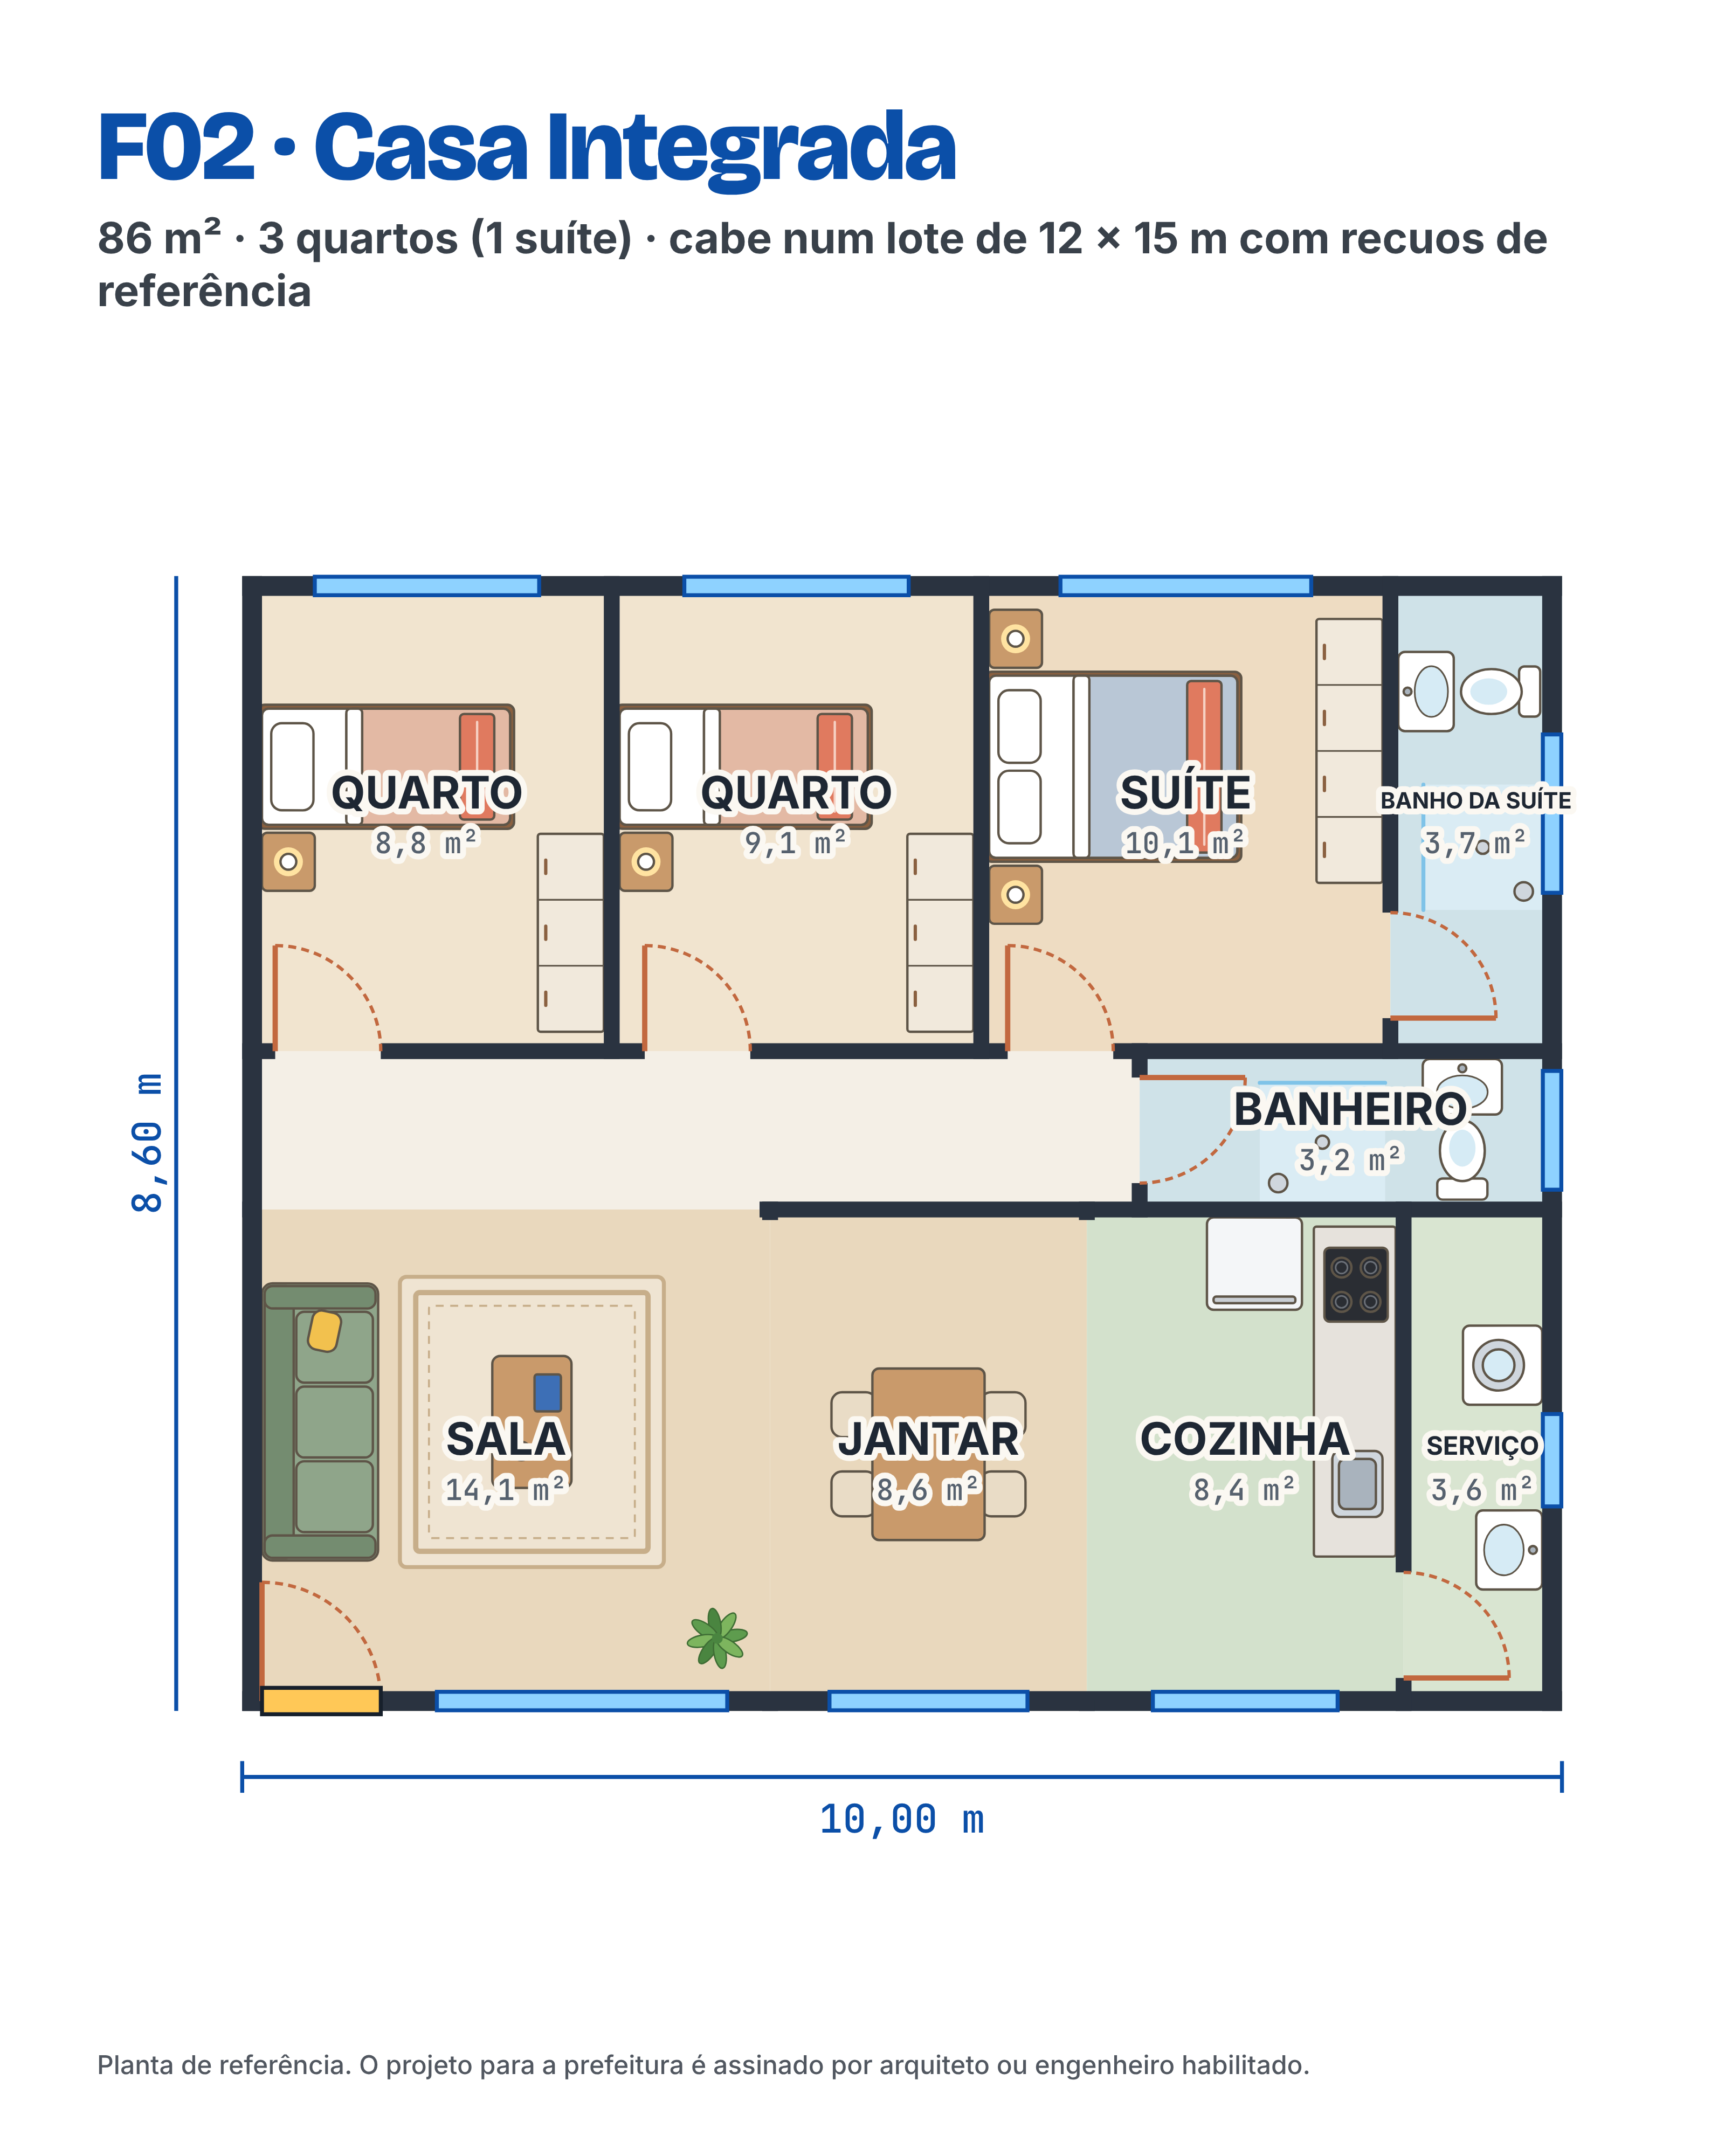 F02 · Casa Integrada
86 m² · 3 quartos (1 suíte) · cabe num lote de 12 × 15 m com recuos de
referência
QUARTO
8,8 m²
QUARTO
9,1 m²
SUÍTE
10,1 m²
BANHO DA SUÍTE
3,7 m²
BANHEIRO
3,2 m²
8,60 m
SALA
14,1 m²
JANTAR
8,6 m²
COZINHA
8,4 m²
SERVIÇO
3,6 m²
10,00 m
Planta de referência. O projeto para a prefeitura é assinado por arquiteto ou engenheiro habilitado.